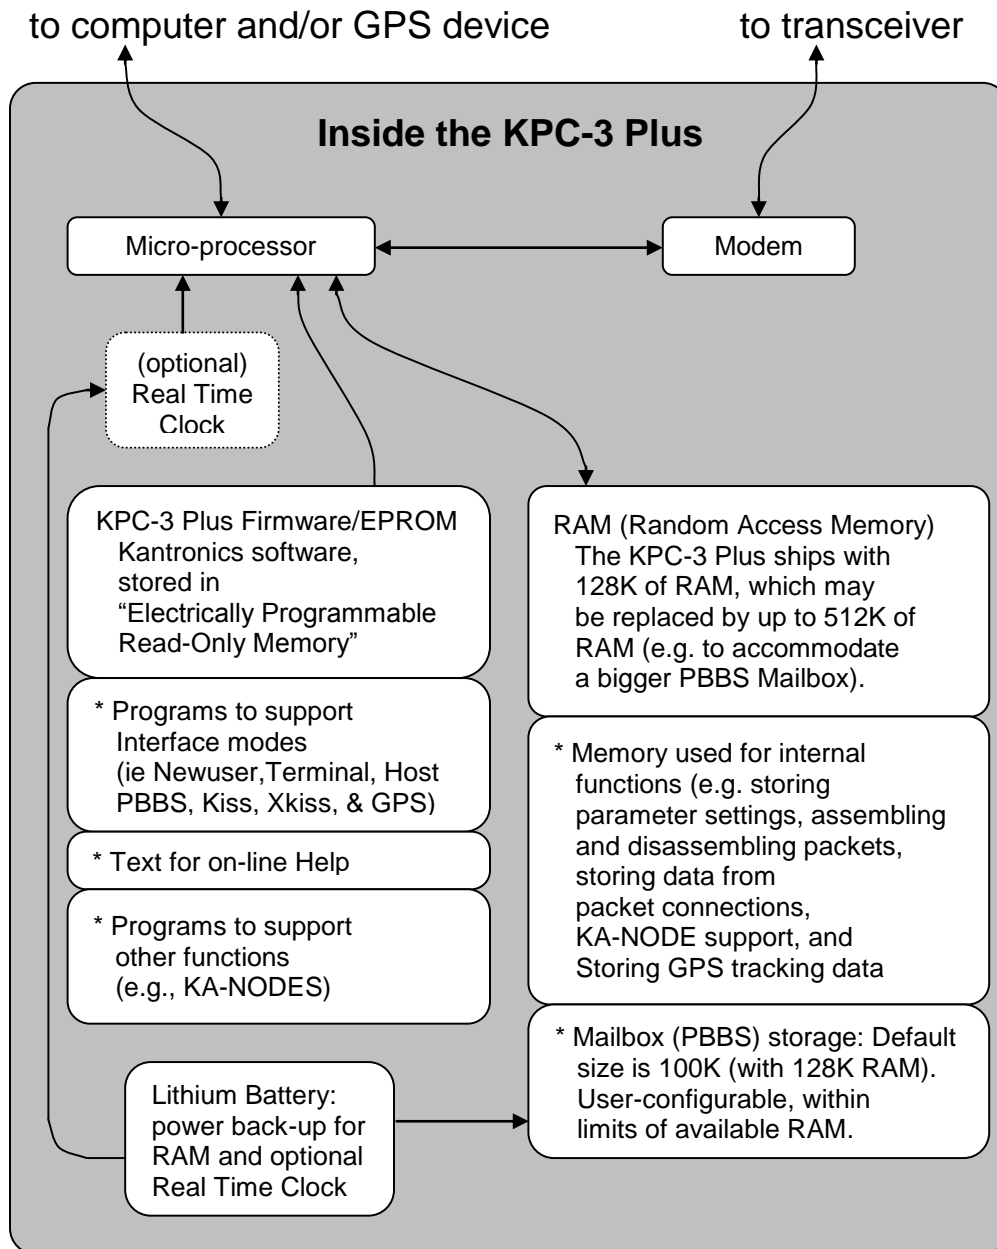 to computer and/or GPS device
to transceiver
Inside the KPC-3 Plus
Micro-processor
Modem
(optional)
Real Time
Clock
KPC-3 Plus Firmware/EPROM
Kantronics software,
stored in
“Electrically Programmable
Read-Only Memory”
* Programs to support
Interface modes
(ie Newuser,Terminal, Host
PBBS, Kiss, Xkiss, & GPS)
* Text for on-line Help
* Programs to support
other functions
(e.g., KA-NODES)
Lithium Battery:
power back-up for
RAM and optional
Real Time Clock
RAM (Random Access Memory)
The KPC-3 Plus ships with
128K of RAM, which may
be replaced by up to 512K of
RAM (e.g. to accommodate
a bigger PBBS Mailbox).
* Memory used for internal
functions (e.g. storing
parameter settings, assembling
and disassembling packets,
storing data from
packet connections,
KA-NODE support, and
Storing GPS tracking data
* Mailbox (PBBS) storage: Default
size is 100K (with 128K RAM).
User-configurable, within
limits of available RAM.